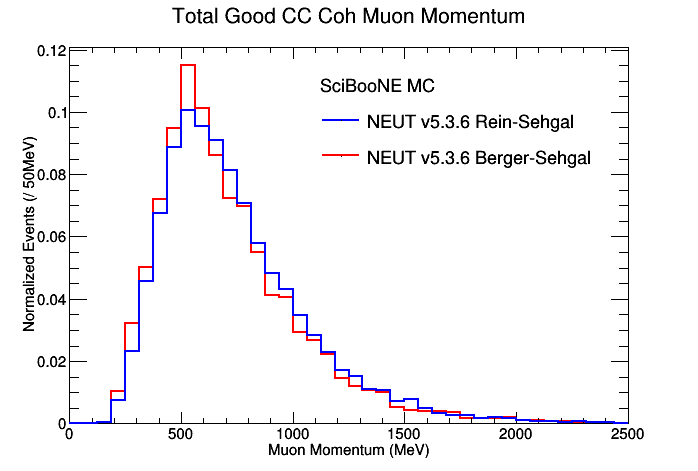 Total Good CC Coh Muon Momentum
SciBooNE MC
NEUT v5.3.6 Rein-Sehgal
NEUT v5.3.6 Berger-Sehgal
Normalized Events (/ 50MeV)
0.12
0.1
0.08
0.06
0.04
0.02
0
0 500 1000 1500 2000 2500
Muon Momentum (MeV)